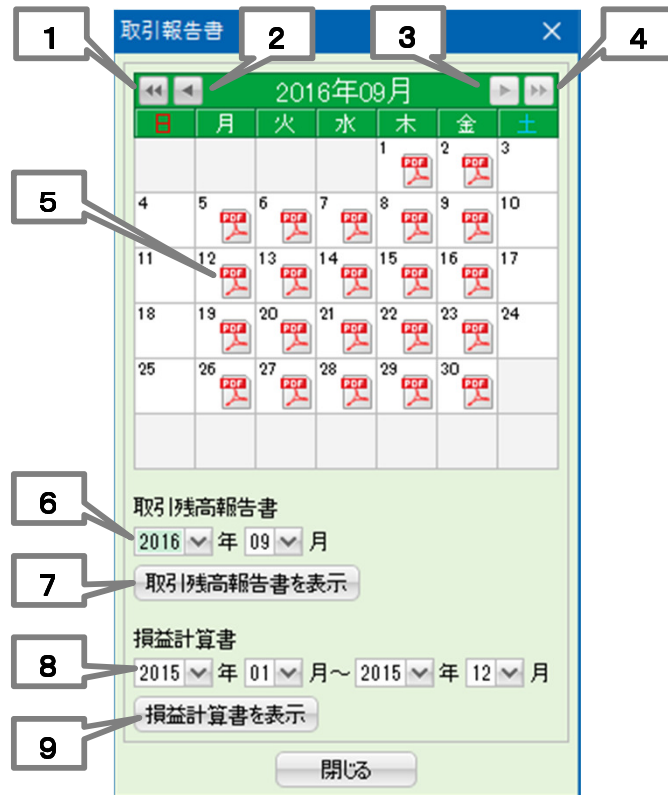 1
2
3
4
取引報告書
2016年09月
日 月 火 水 木 金 土
1 PDF 2 PDF 3
5
4 5 PDF 6 PDF 7 PDF 8 PDF 9 PDF 10
11 12 PDF 13 PDF 14 PDF 15 PDF 16 PDF 17
18 19 PDF 20 PDF 21 PDF 22 PDF 23 PDF 24
25 26 PDF 27 PDF 28 PDF 29 PDF 30 PDF
6
取引残高報告書
2016 年 09 月
7
取引残高報告書を表示
損益計算書
8
2015 年 01 月～ 2015 年 12 月
9
損益計算書を表示
閉じる